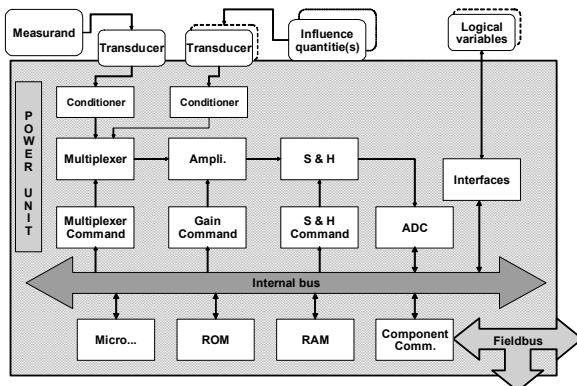 Measurand
Transducer
Transducer
Influence
quantitie(s)
Logical
variables
Conditioner
Conditioner
POWER UNIT
Multiplexer
Ampli.
S & H
Interfaces
Multiplexer
Command
Gain
Command
S & H
Command
ADC
Internal bus
Micro...
ROM
RAM
Component
Comm.
Fieldbus